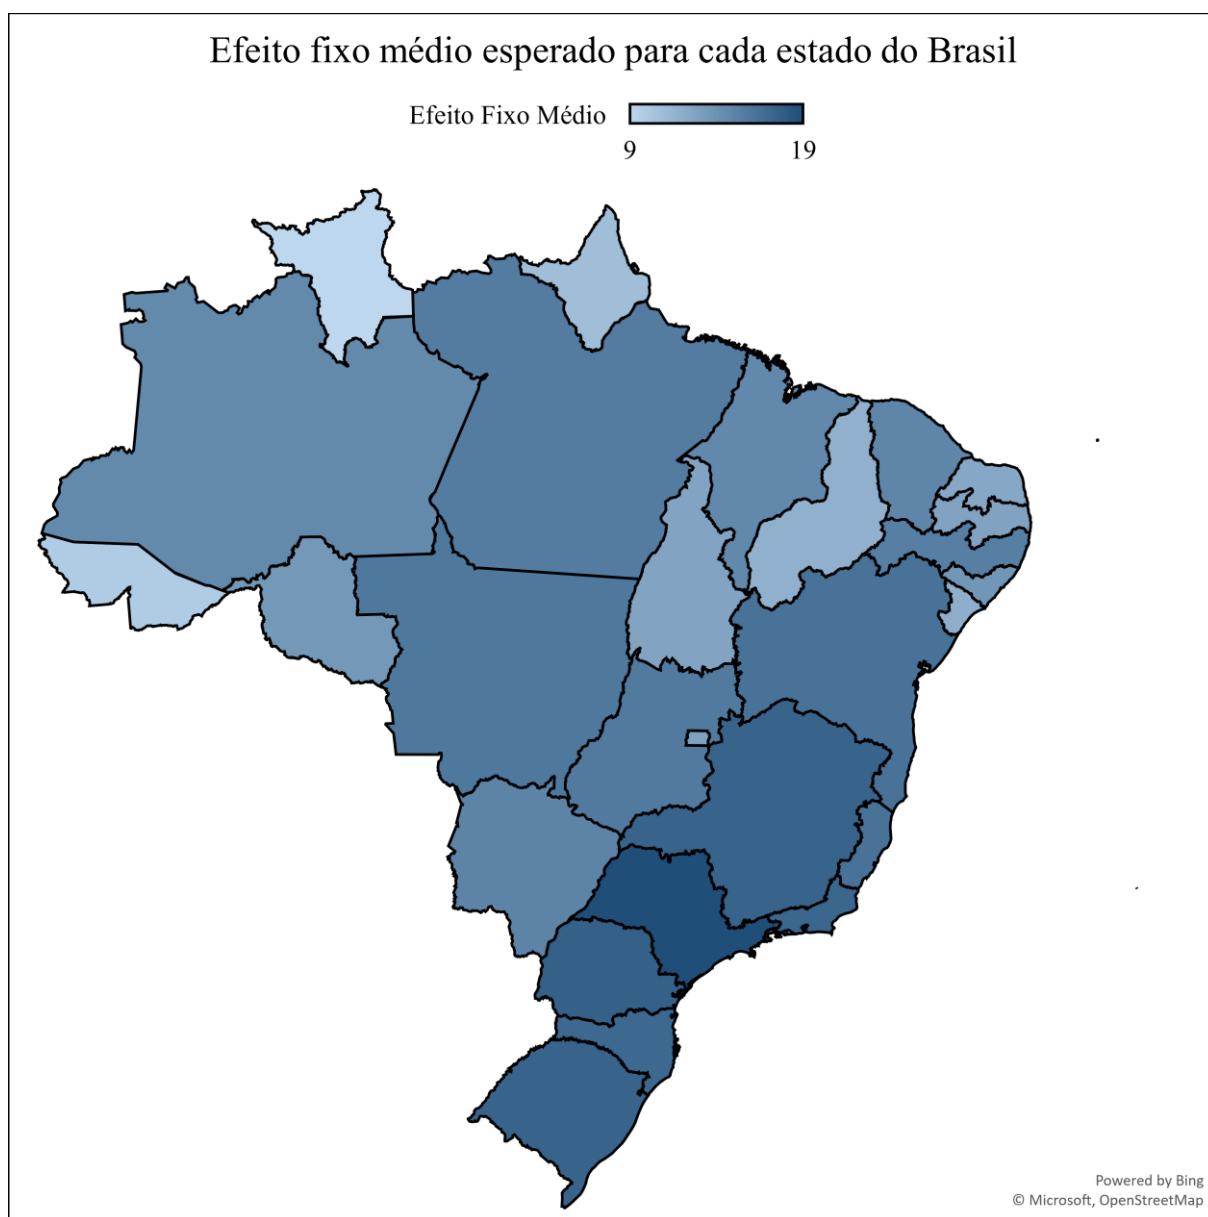 Efeito fixo médio esperado para cada estado do Brasil
Efeito Fixo Médio
9 19
Powered by Bing
© Microsoft, OpenStreetMap